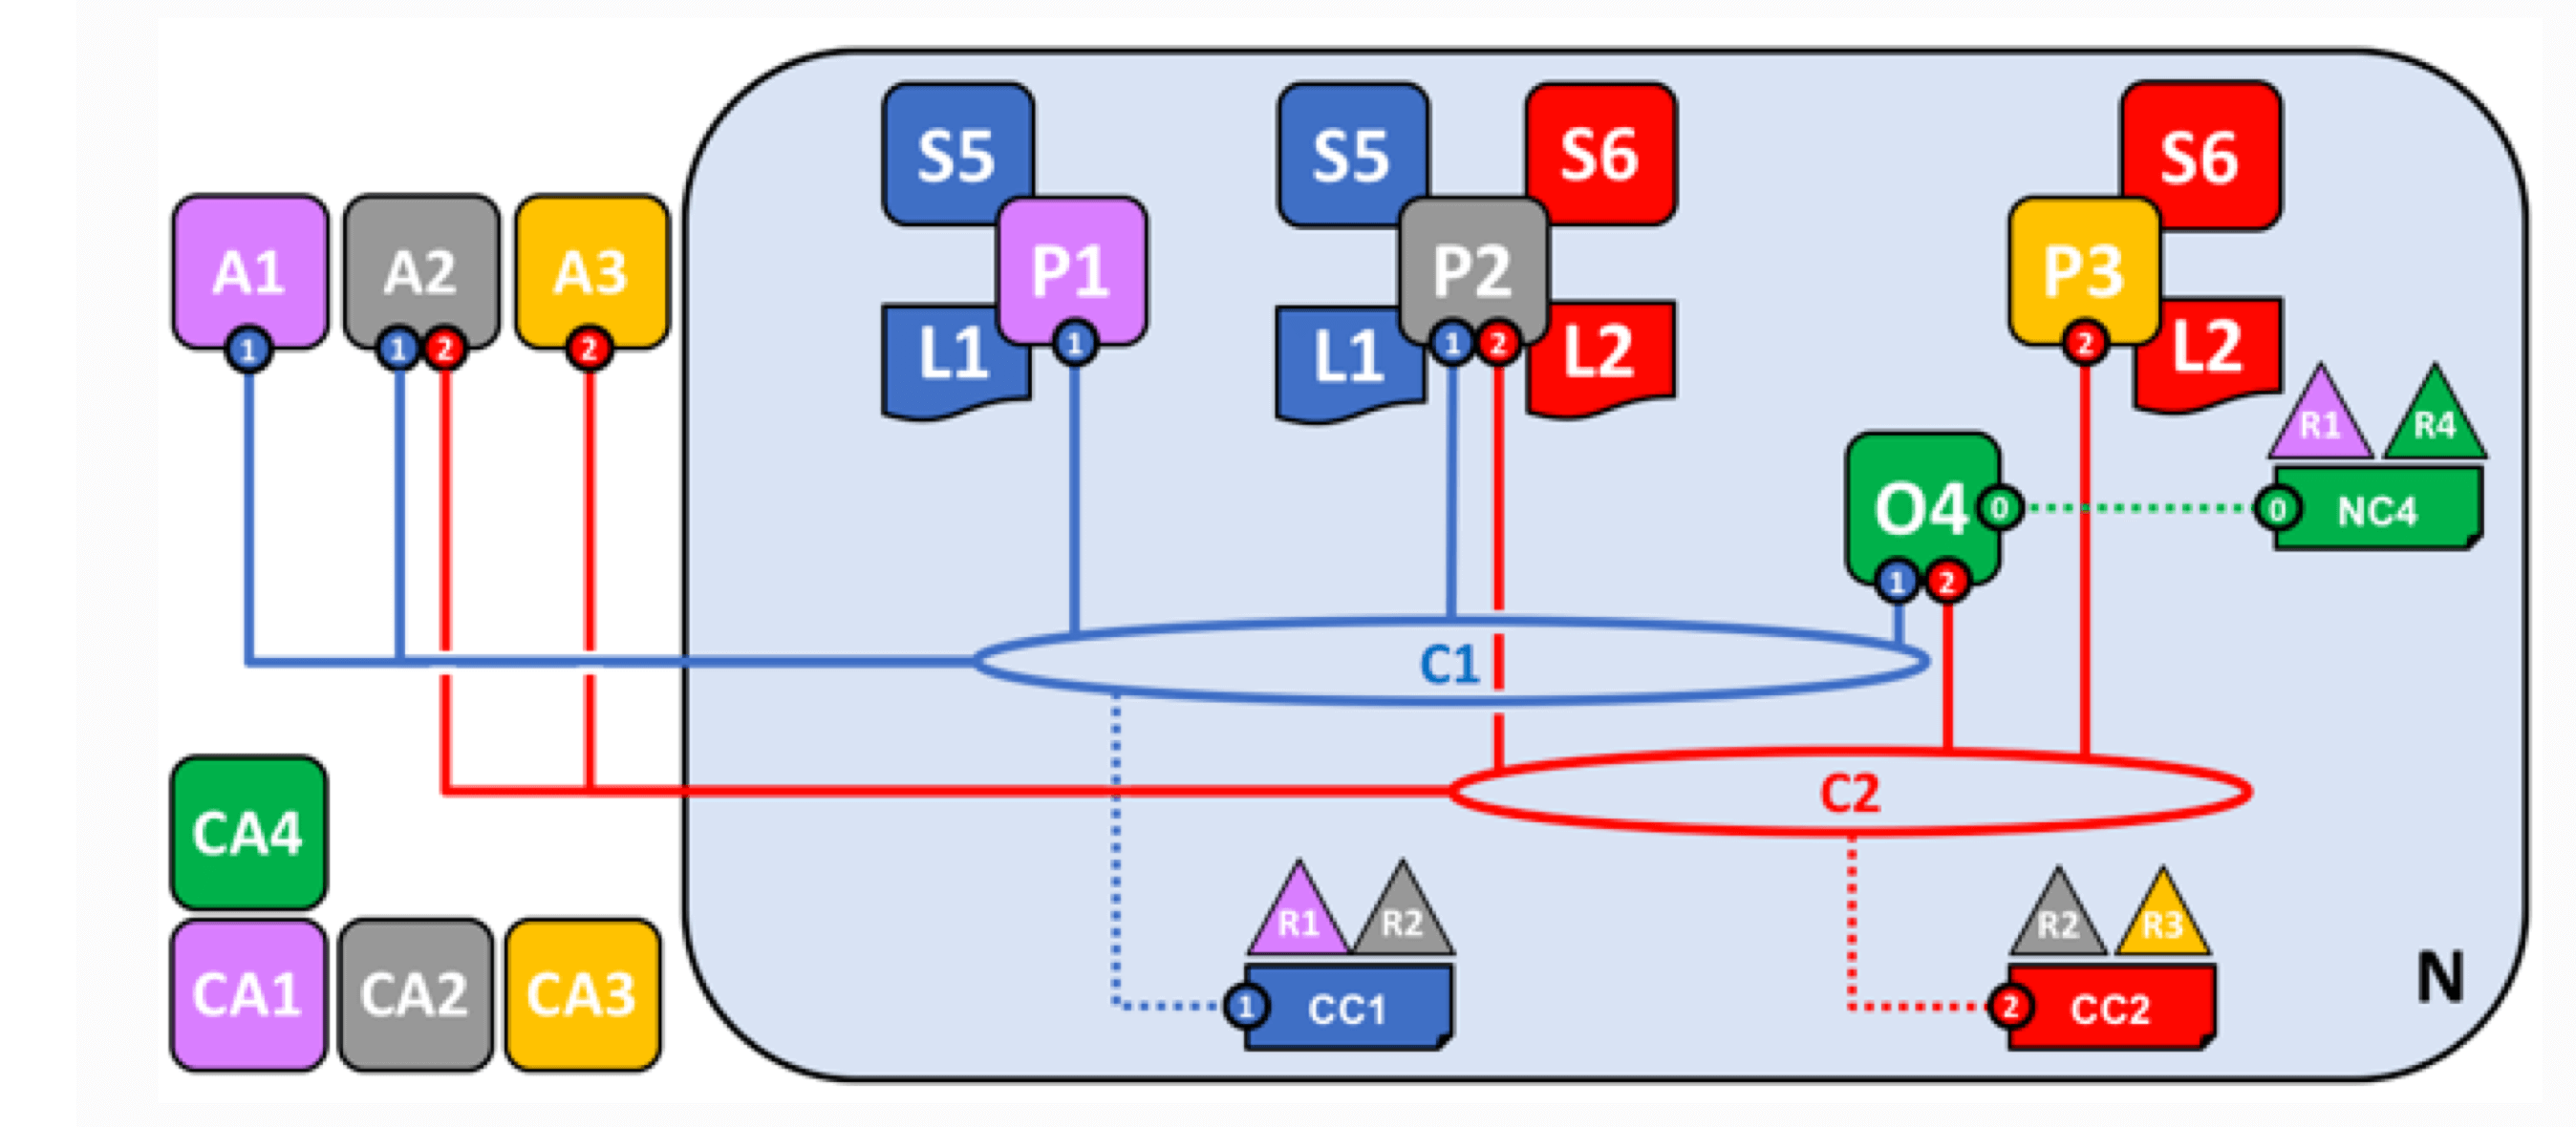 S5 S5 S6 S6
A1 A2 A3 P1 P2 P3
1 1 2 2 1 1 2 2
L1 L1 L2 L2
R1 R4
O4 0 0 NC4
1 2
C1
C2
CA4
R1 R2 R2 R3
CA1 CA2 CA3 1 CC1 2 CC2 N